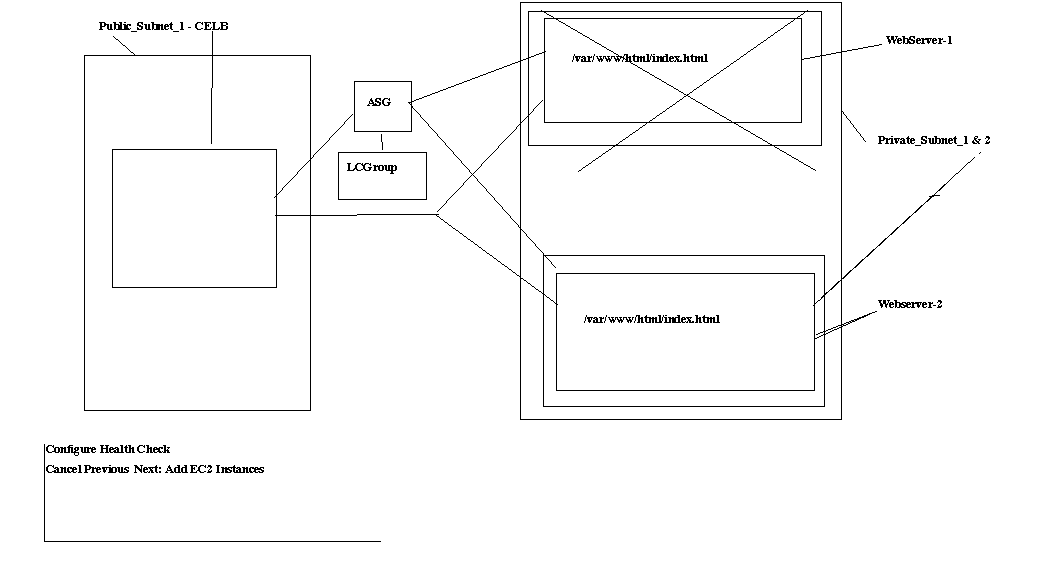 Public_Subnet_1 - CELB
WebServer-1
/var/www/html/index.html
ASG
Private_Subnet_1 & 2
LCGroup
Webserver-2
/var/www/html/index.html
Configure Health Check
Cancel Previous Next: Add EC2 Instances